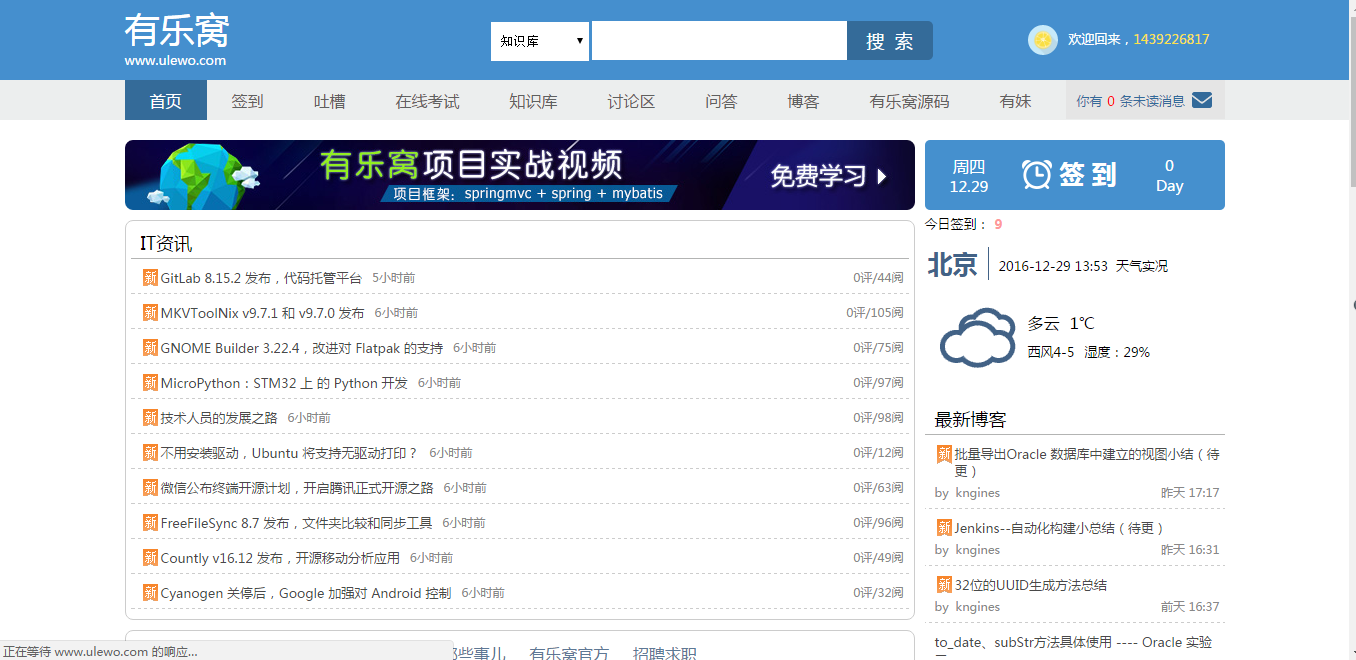 有乐窝
www.ulewo.com
知识库
搜 索
欢迎回来，1439226817
首页 签到 吐槽 在线考试 知识库 讨论区 问答 博客 有乐窝源码 有妹 你有 0 条未读消息
有乐窝项目实战视频
项目框架：springmvc + spring + mybatis
免费学习
周四
12.29
签到
0
Day
今日签到： 9
IT资讯
新 GitLab 8.15.2 发布，代码托管平台 5小时前 0评/44阅
新 MKVToolNix v9.7.1 和 v9.7.0 发布 6小时前 0评/105阅
新 GNOME Builder 3.22.4，改进对 Flatpak 的支持 6小时前 0评/75阅
新 MicroPython：STM32 上 的 Python 开发 6小时前 0评/97阅
新 技术人员的发展之路 6小时前 0评/98阅
新 不用安装驱动，Ubuntu 将支持无驱动打印？ 6小时前 0评/12阅
新 微信公布终端开源计划，开启腾讯正式开源之路 6小时前 0评/63阅
新 FreeFileSync 8.7 发布，文件夹比较和同步工具 6小时前 0评/96阅
新 Countly v16.12 发布，开源移动分析应用 6小时前 0评/49阅
新 Cyanogen 关停后，Google 加强对 Android 控制 6小时前 0评/32阅
北京 2016-12-29 13:53 天气实况
多云 1℃
西风4-5 湿度：29%
最新博客
新 批量导出Oracle 数据库中建立的视图小结（待
更）
by kngines 昨天 17:17
新 Jenkins--自动化构建小总结（待更）
by kngines 昨天 16:31
新 32位的UUID生成方法总结
by kngines 前天 16:37
to_date、subStr方法具体使用 ---- Oracle 实验
那些事儿 有乐窝官方 招聘求职
正在等待 www.ulewo.com 的响应...